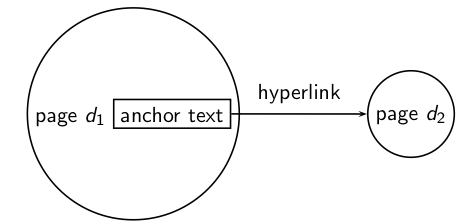 hyperlink
page d₁ anchor text page d₂